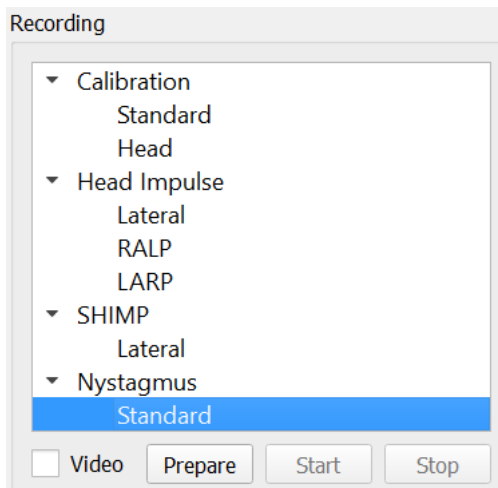 Recording
Calibration
Standard
Head
Head Impulse
Lateral
RALP
LARP
SHIMP
Lateral
Nystagmus
Standard
Video Prepare Start Stop